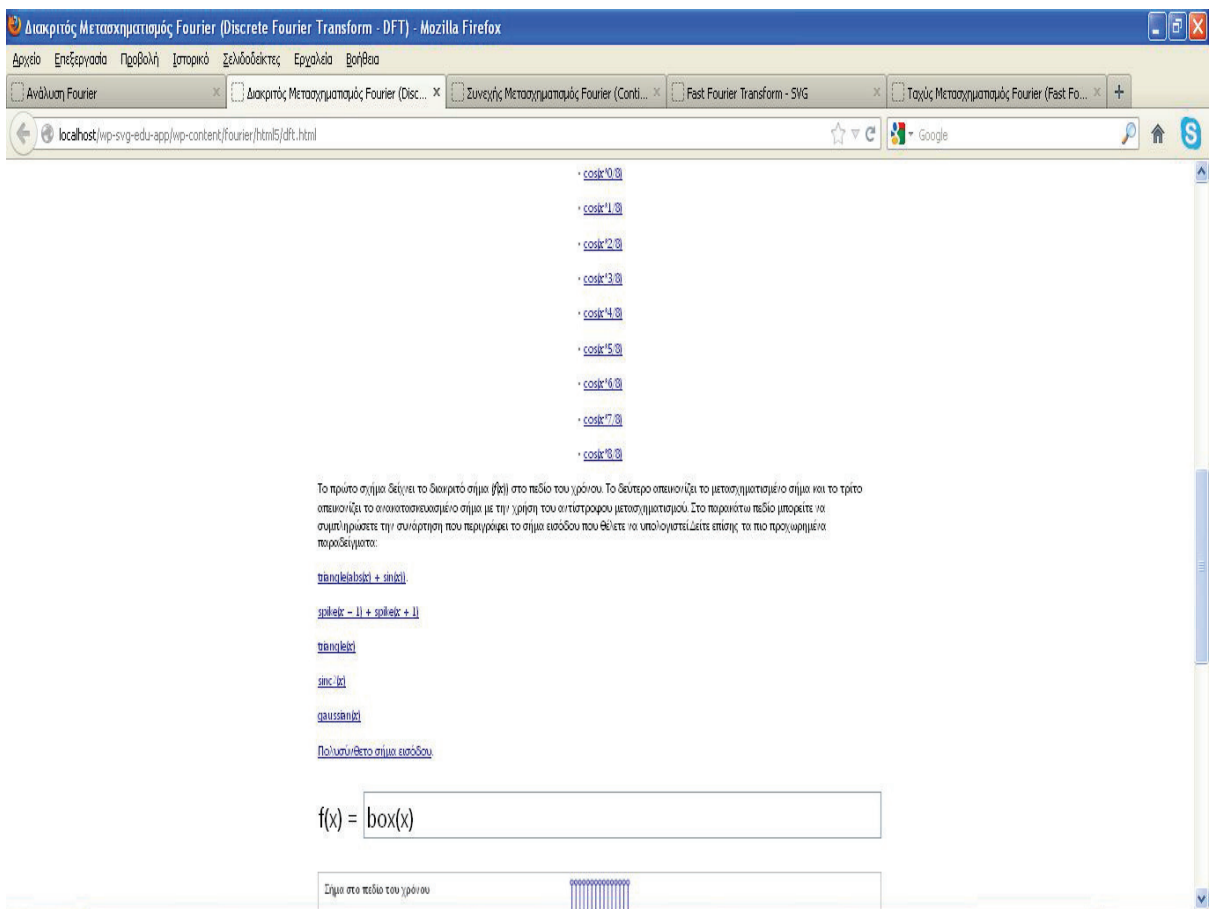 Διακριτός Μετασχηματισμός Fourier (Discrete Fourier Transform - DFT) - Mozilla Firefox
Αρχείο Επεξεργασία Προβολή Ιστορικό Σελιδοδείκτες Εργαλεία Βοήθεια
Ανάλυση Fourier × Διακριτός Μετασχηματισμός Fourier (Disc... × Συνεχής Μετασχηματισμός Fourier (Conti... × Fast Fourier Transform - SVG × Ταχύς Μετασχηματισμός Fourier (Fast Fo... × +
localhost/wp-svg-edu-app/wp-content/fourier/html5/dft.html Google
• cos(x*0/8)
• cos(x*1/8)
• cos(x*2/8)
• cos(x*3/8)
• cos(x*4/8)
• cos(x*5/8)
• cos(x*6/8)
• cos(x*7/8)
• cos(x*8/8)
Το πρώτο σχήμα δείχνει το διακριτό σήμα (f(x)) στο πεδίο του χρόνου. Το δεύτερο απεικονίζει το μετασχηματισμένο σήμα και το τρίτο
απεικονίζει το ανακατασκευασμένο σήμα με την χρήση του αντίστροφου μετασχηματισμού. Στο παρακάτω πεδίο μπορείτε να
συμπληρώσετε την συνάρτηση που περιγράφει το σήμα εισόδου που θέλετε να υπολογιστεί.Δείτε επίσης τα πιο προχωρημένα
παραδείγματα:
triangle(abs(x) + sin(x)).
spike(x − 1) + spike(x + 1)
triangle(x)
sinc²(x)
gaussian(x)
Πολυσύνθετο σήμα εισόδου.
f(x) = box(x)
Σήμα στο πεδίο του χρόνου